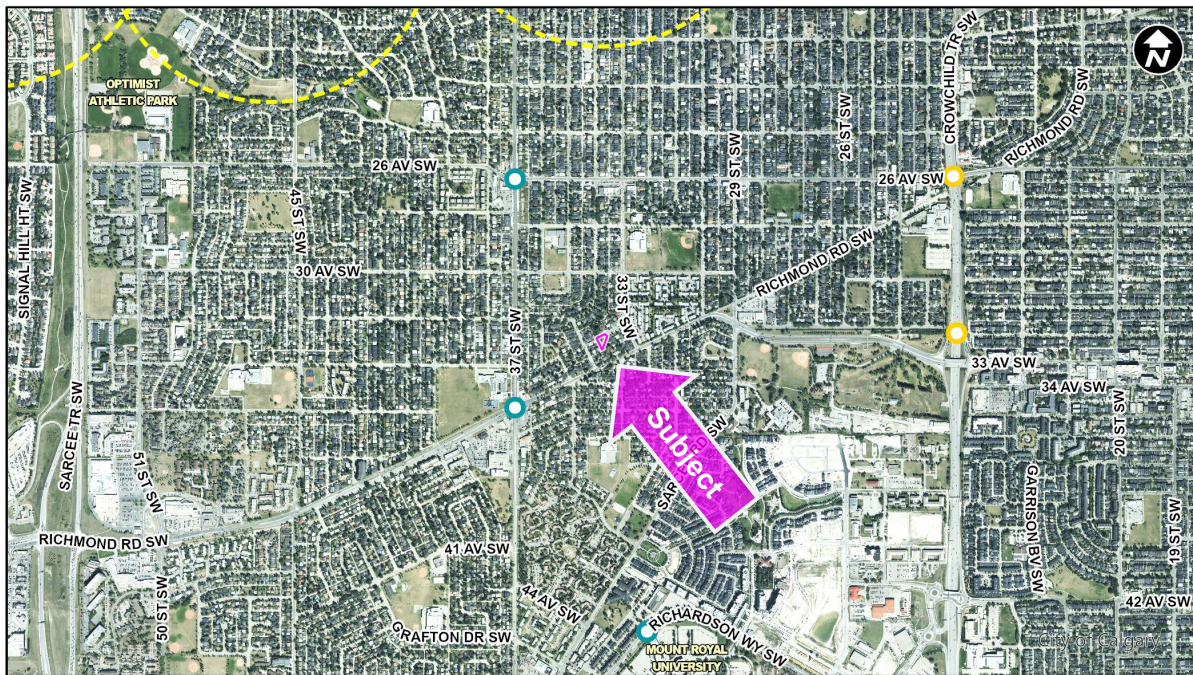 CROWCHILD TR SW
N
OPTIMIST
ATHLETIC PARK
RICHMOND RD SW
26 AV SW
29 ST SW
26 ST SW
26 AV SW
SIGNAL HILL HT SW
45 ST SW
30 AV SW
RICHMOND RD SW
33 ST SW
37 ST SW
33 AV SW
34 AV SW
SARCEE TR SW
20 ST SW
Subject
SAR
D SW
51 ST SW
GARRISON BV SW
19 ST SW
RICHMOND RD SW
41 AV SW
50 ST SW
44 AV SW
42 AV SW
GRAFTON DR SW
RICHARDSON WY SW
City of Calgary
MOUNT ROYAL
UNIVERSITY